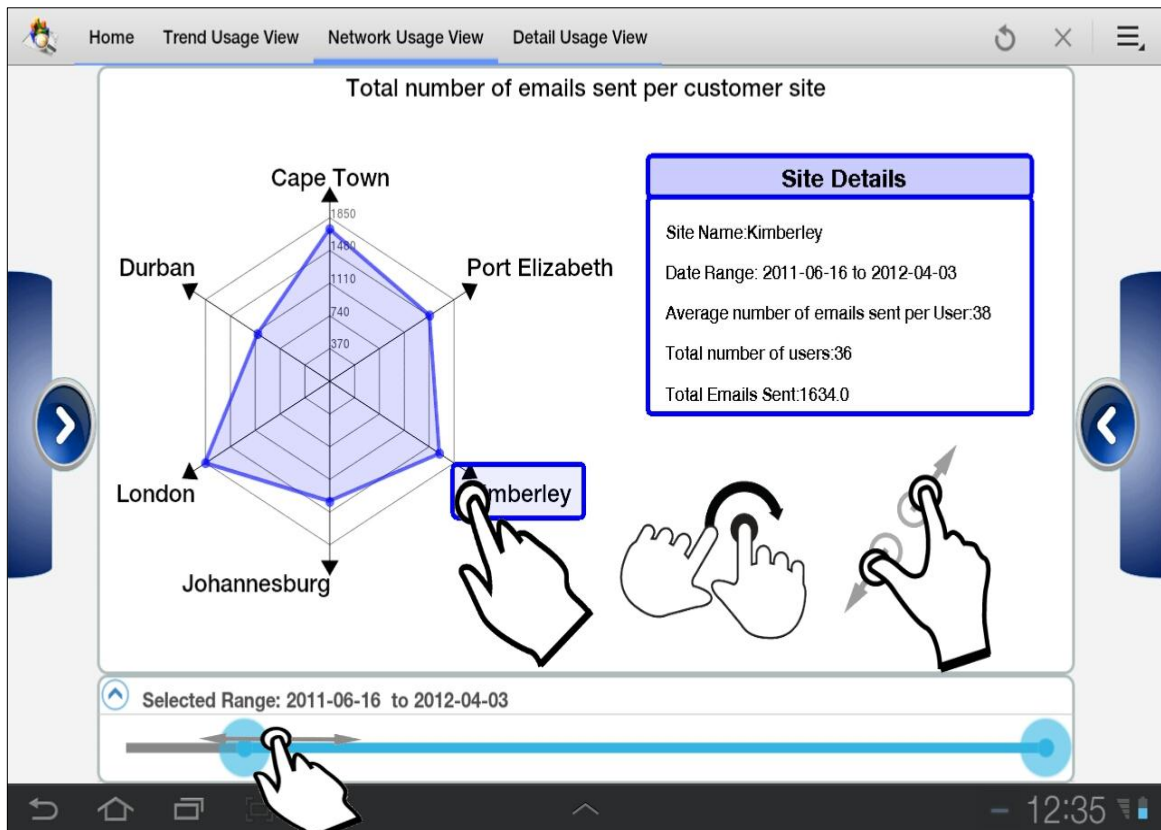 Home Trend Usage View Network Usage View Detail Usage View
Total number of emails sent per customer site
Cape Town
1850
1480
1110
740
370
Durban
Port Elizabeth
London
imberley
Johannesburg
Site Details
Site Name:Kimberley
Date Range: 2011-06-16 to 2012-04-03
Average number of emails sent per User:38
Total number of users:36
Total Emails Sent:1634.0
Selected Range: 2011-06-16 to 2012-04-03
12:35